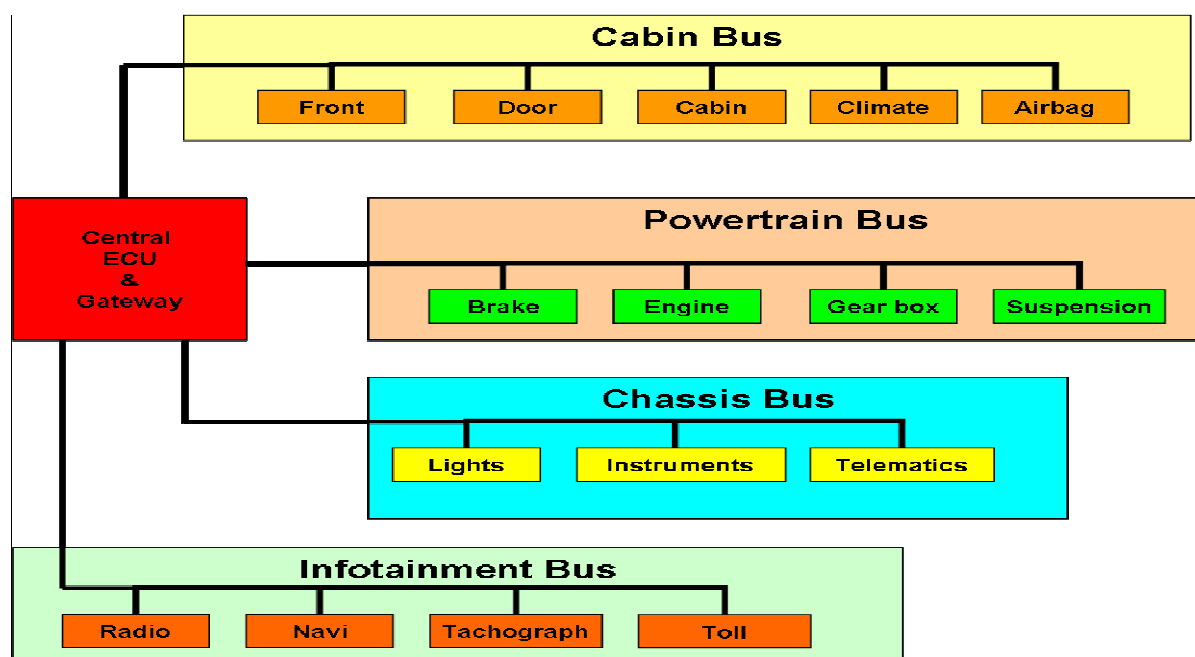 Cabin Bus
Front Door Cabin Climate Airbag
Central
ECU
&
Gateway
Powertrain Bus
Brake Engine Gear box Suspension
Chassis Bus
Lights Instruments Telematics
Infotainment Bus
Radio Navi Tachograph Toll